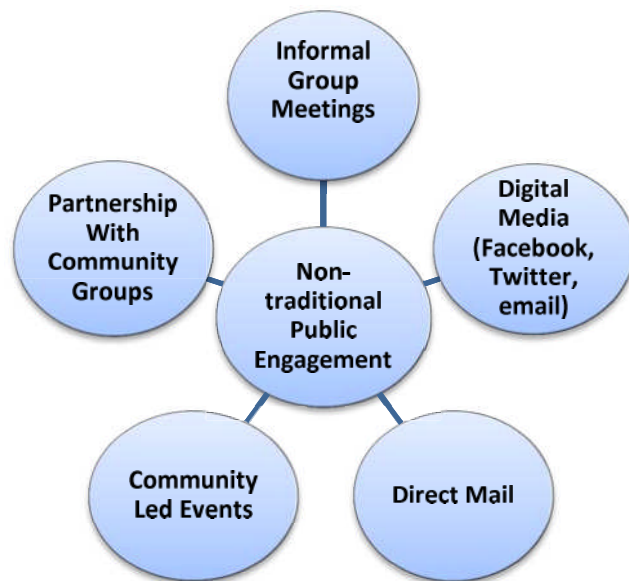 Informal
Group
Meetings
Partnership
With
Community
Groups
Digital
Media
(Facebook,
Twitter,
email)
Non-
traditional
Public
Engagement
Community
Led Events
Direct Mail